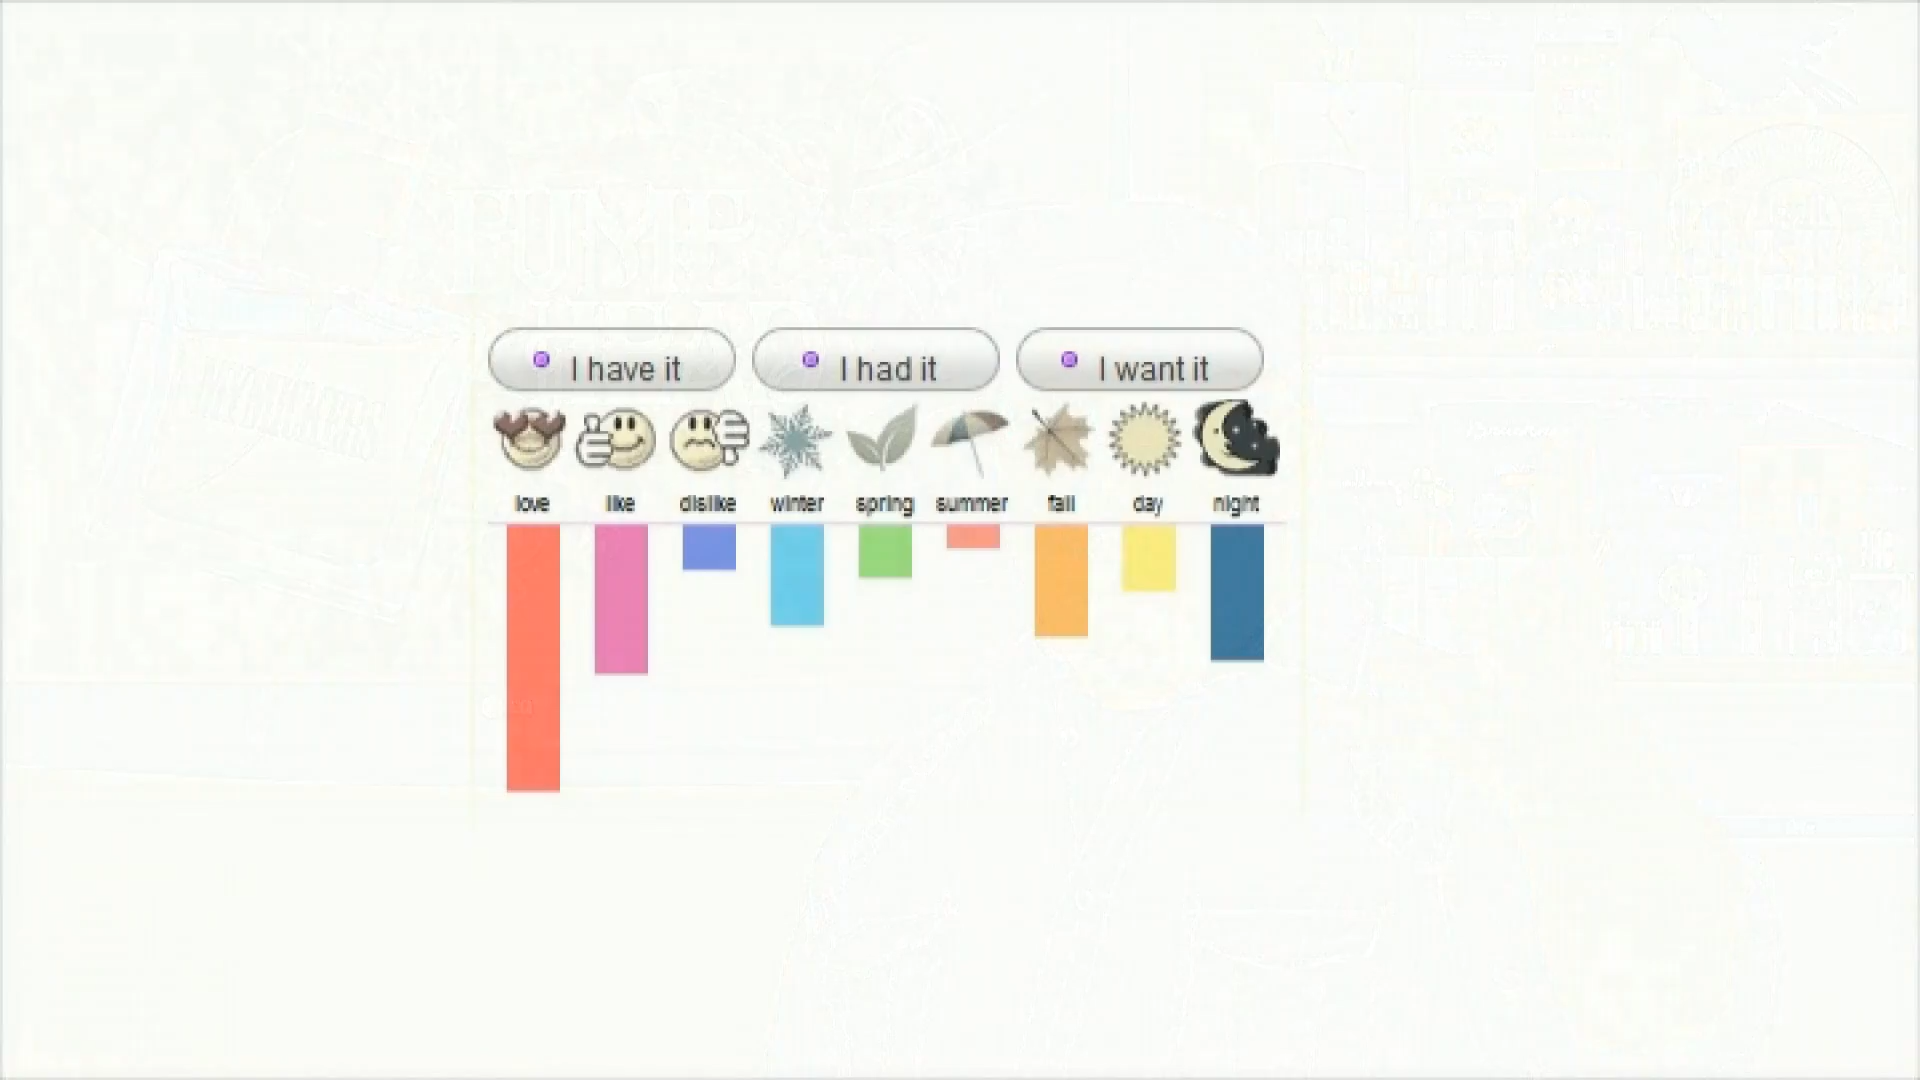 I have it I had it I want it
love like dislike winter spring summer fall day night